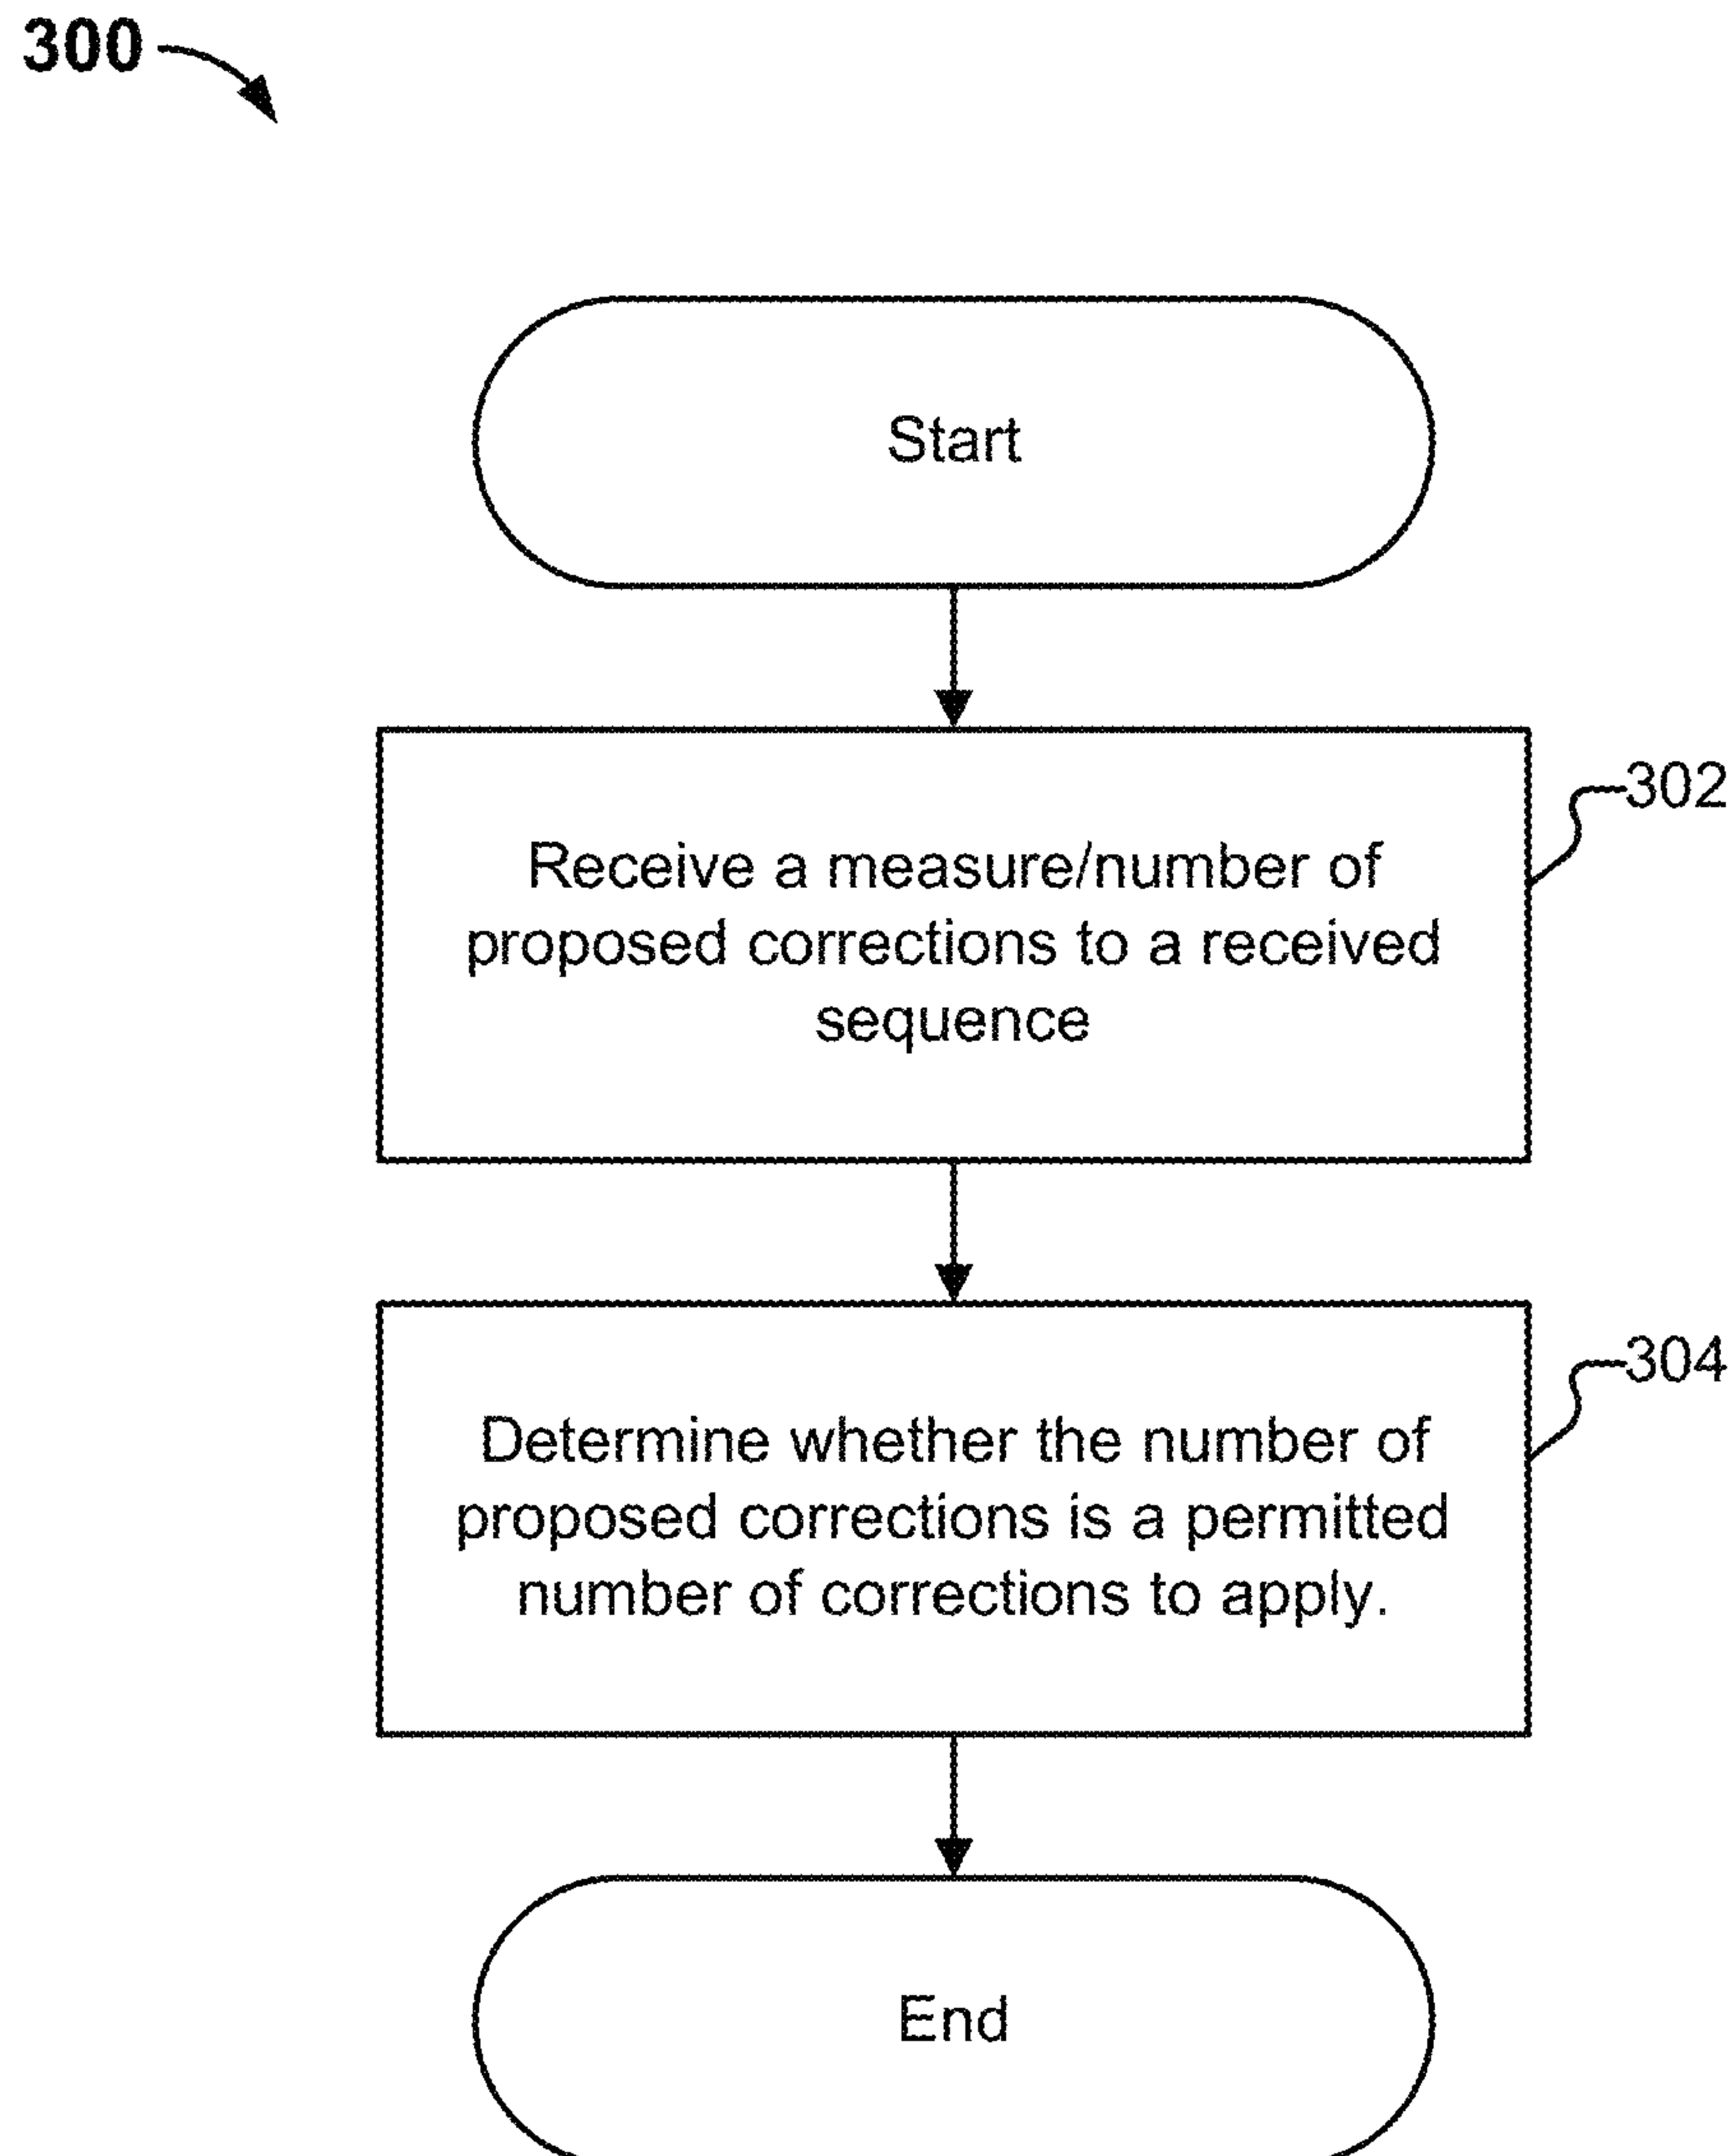 300
Start
302
Receive a measure/number of
proposed corrections to a received
sequence
304
Determine whether the number of
proposed corrections is a permitted
number of corrections to apply.
End